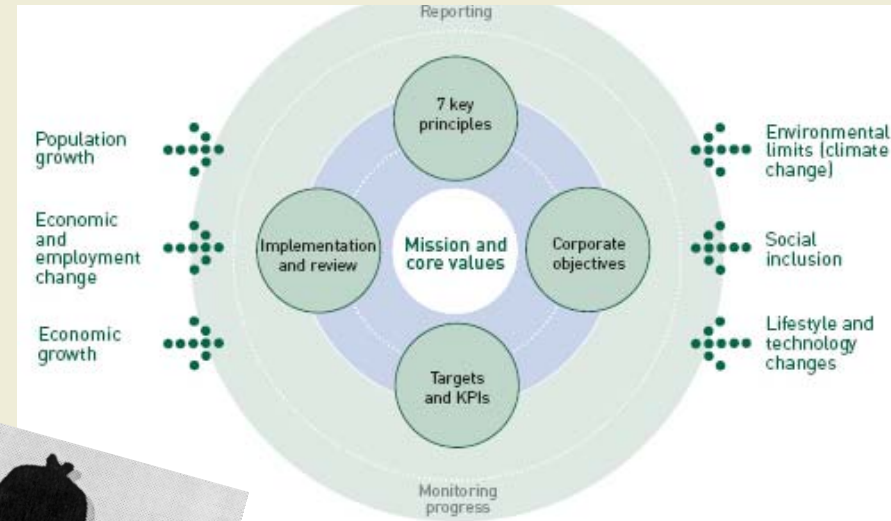 Reporting
7 key
principles
Population
growth
Environmental
limits (climate
change)
Economic
and
employment
change
Implementation
and review
Mission and
core values
Corporate
objectives
Social
inclusion
Economic
growth
Lifestyle and
technology
changes
Targets
and KPIs
Monitoring
progress